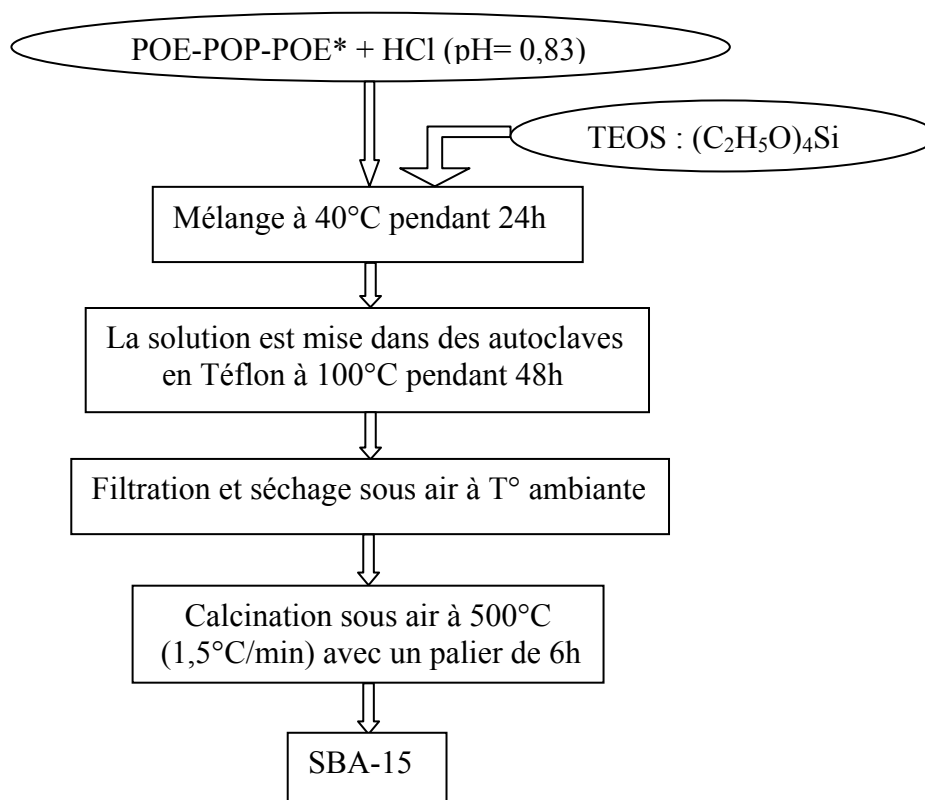 POE-POP-POE* + HCl (pH= 0,83)
TEOS : (C₂H₅O)₄Si
Mélange à 40°C pendant 24h
La solution est mise dans des autoclaves
en Téflon à 100°C pendant 48h
Filtration et séchage sous air à T° ambiante
Calcination sous air à 500°C
(1,5°C/min) avec un palier de 6h
SBA-15